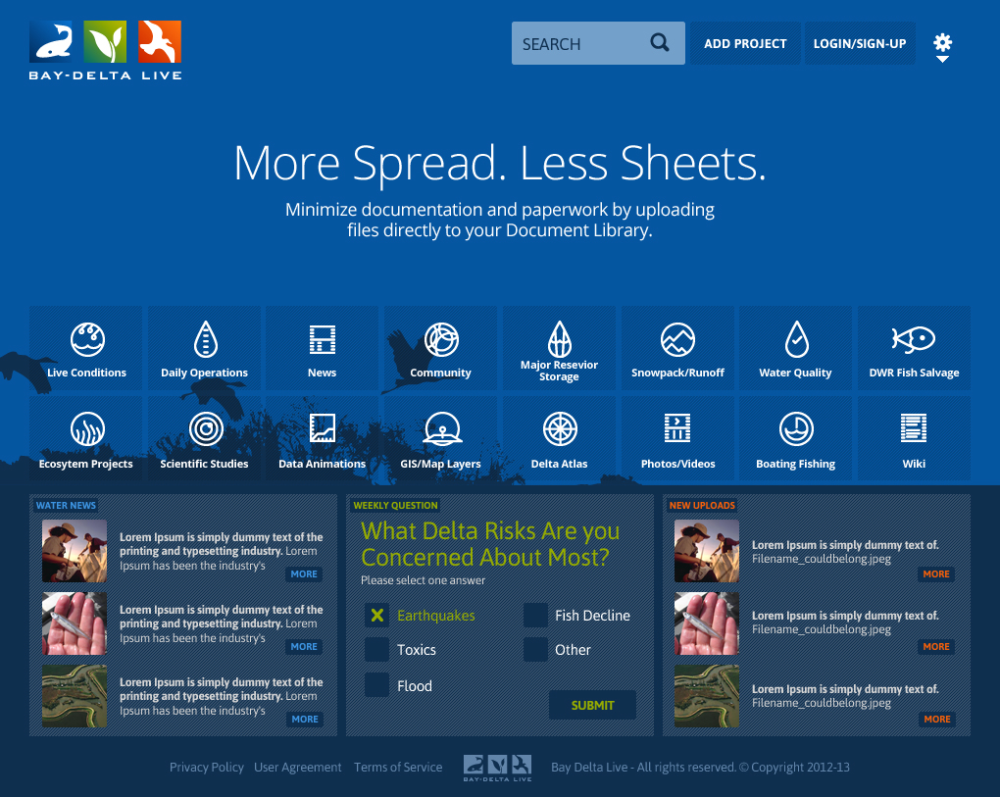 BAY-DELTA LIVE
SEARCH
ADD PROJECT
LOGIN/SIGN-UP
More Spread. Less Sheets.
Minimize documentation and paperwork by uploading
files directly to your Document Library.
Live Conditions
Daily Operations
News
Community
Major Resevior
Storage
Snowpack/Runoff
Water Quality
DWR Fish Salvage
Ecosytem Projects
Scientific Studies
Data Animations
GIS/Map Layers
Delta Atlas
Photos/Videos
Boating Fishing
Wiki
WATER NEWS
Lorem Ipsum is simply dummy text of the
printing and typesetting industry. Lorem
Ipsum has been the industry's
MORE
Lorem Ipsum is simply dummy text of the
printing and typesetting industry. Lorem
Ipsum has been the industry's
MORE
Lorem Ipsum is simply dummy text of the
printing and typesetting industry. Lorem
Ipsum has been the industry's
MORE
WEEKLY QUESTION
What Delta Risks Are you
Concerned About Most?
Please select one answer
Earthquakes
Fish Decline
Toxics
Other
Flood
SUBMIT
NEW UPLOADS
Lorem Ipsum is simply dummy text of.
Filename_couldbelong.jpeg
MORE
Lorem Ipsum is simply dummy text of.
Filename_couldbelong.jpeg
MORE
Lorem Ipsum is simply dummy text of.
Filename_couldbelong.jpeg
MORE
Privacy Policy
User Agreement
Terms of Service
BAY-DELTA LIVE
Bay Delta Live - All rights reserved. © Copyright 2012-13